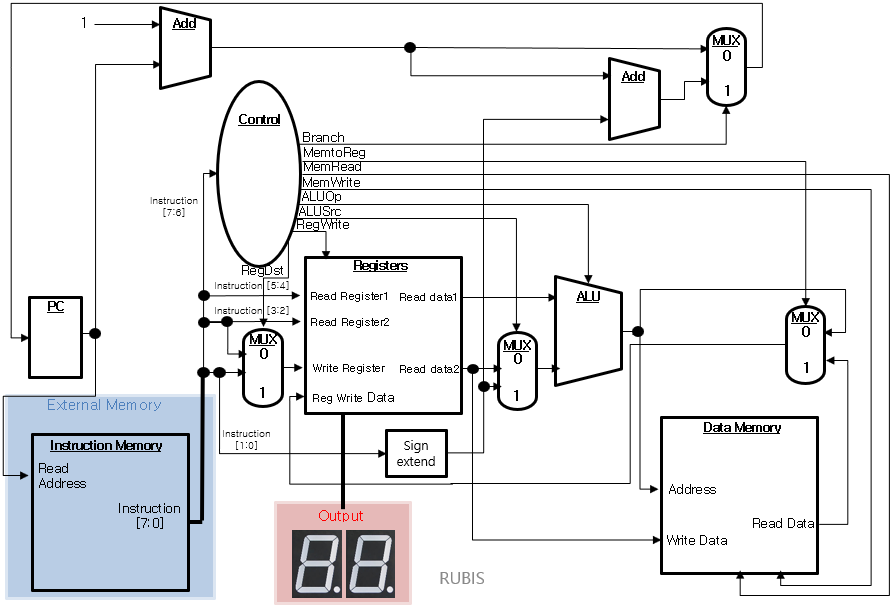 1
Add
MUX
0
1
Add
Control
Branch
MemtoReg
MemRead
MemWrite
ALUOp
ALUSrc
RegWrite
RegDst
Instruction
[7:6]
Instruction [5:4]
Instruction [3:2]
Registers
Read Register1
Read data1
Read Register2
Write Register
Read data2
Reg Write Data
PC
MUX
0
1
MUX
0
1
ALU
MUX
0
1
External Memory
Instruction Memory
Read
Address
Instruction
[7:0]
Instruction
[1:0]
Sign
extend
Data Memory
Address
Read Data
Write Data
Output
88
RUBIS